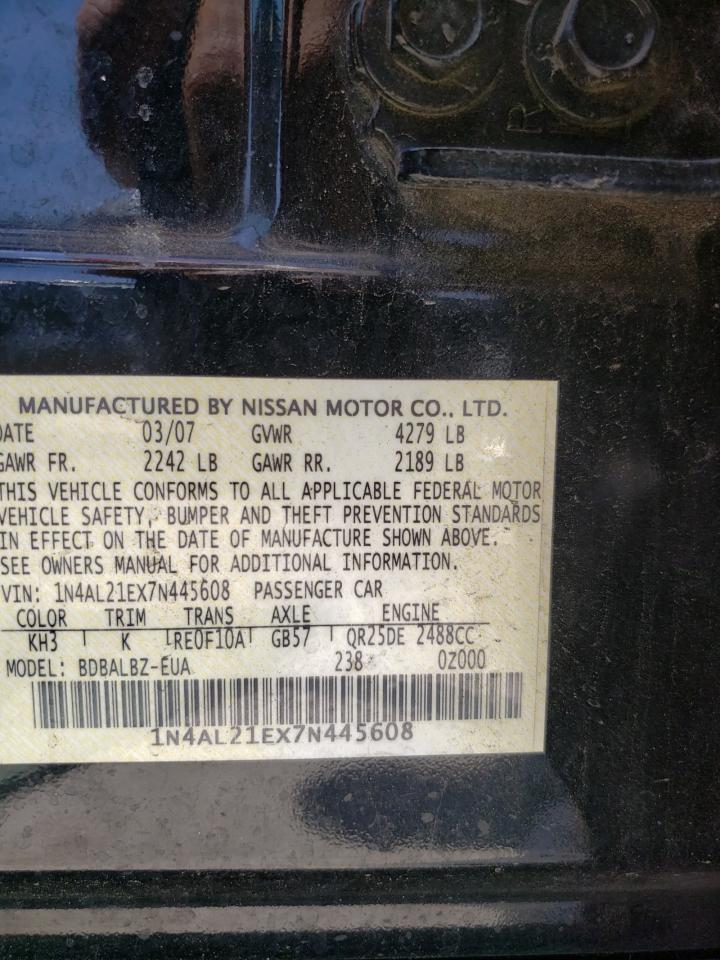 R
MANUFACTURED BY NISSAN MOTOR CO., LTD.
DATE 03/07 GVWR 4279 LB
GAWR FR. 2242 LB GAWR RR. 2189 LB
THIS VEHICLE CONFORMS TO ALL APPLICABLE FEDERAL MOTOR
VEHICLE SAFETY, BUMPER AND THEFT PREVENTION STANDARDS
IN EFFECT ON THE DATE OF MANUFACTURE SHOWN ABOVE.
SEE OWNERS MANUAL FOR ADDITIONAL INFORMATION.
VIN: 1N4AL21EX7N445608 PASSENGER CAR
COLOR TRIM TRANS AXLE ENGINE
KH3 K RE0F10A GB57 QR25DE 2488CC
MODEL: BDBALBZ-EUA 238 0Z000
1N4AL21EX7N445608